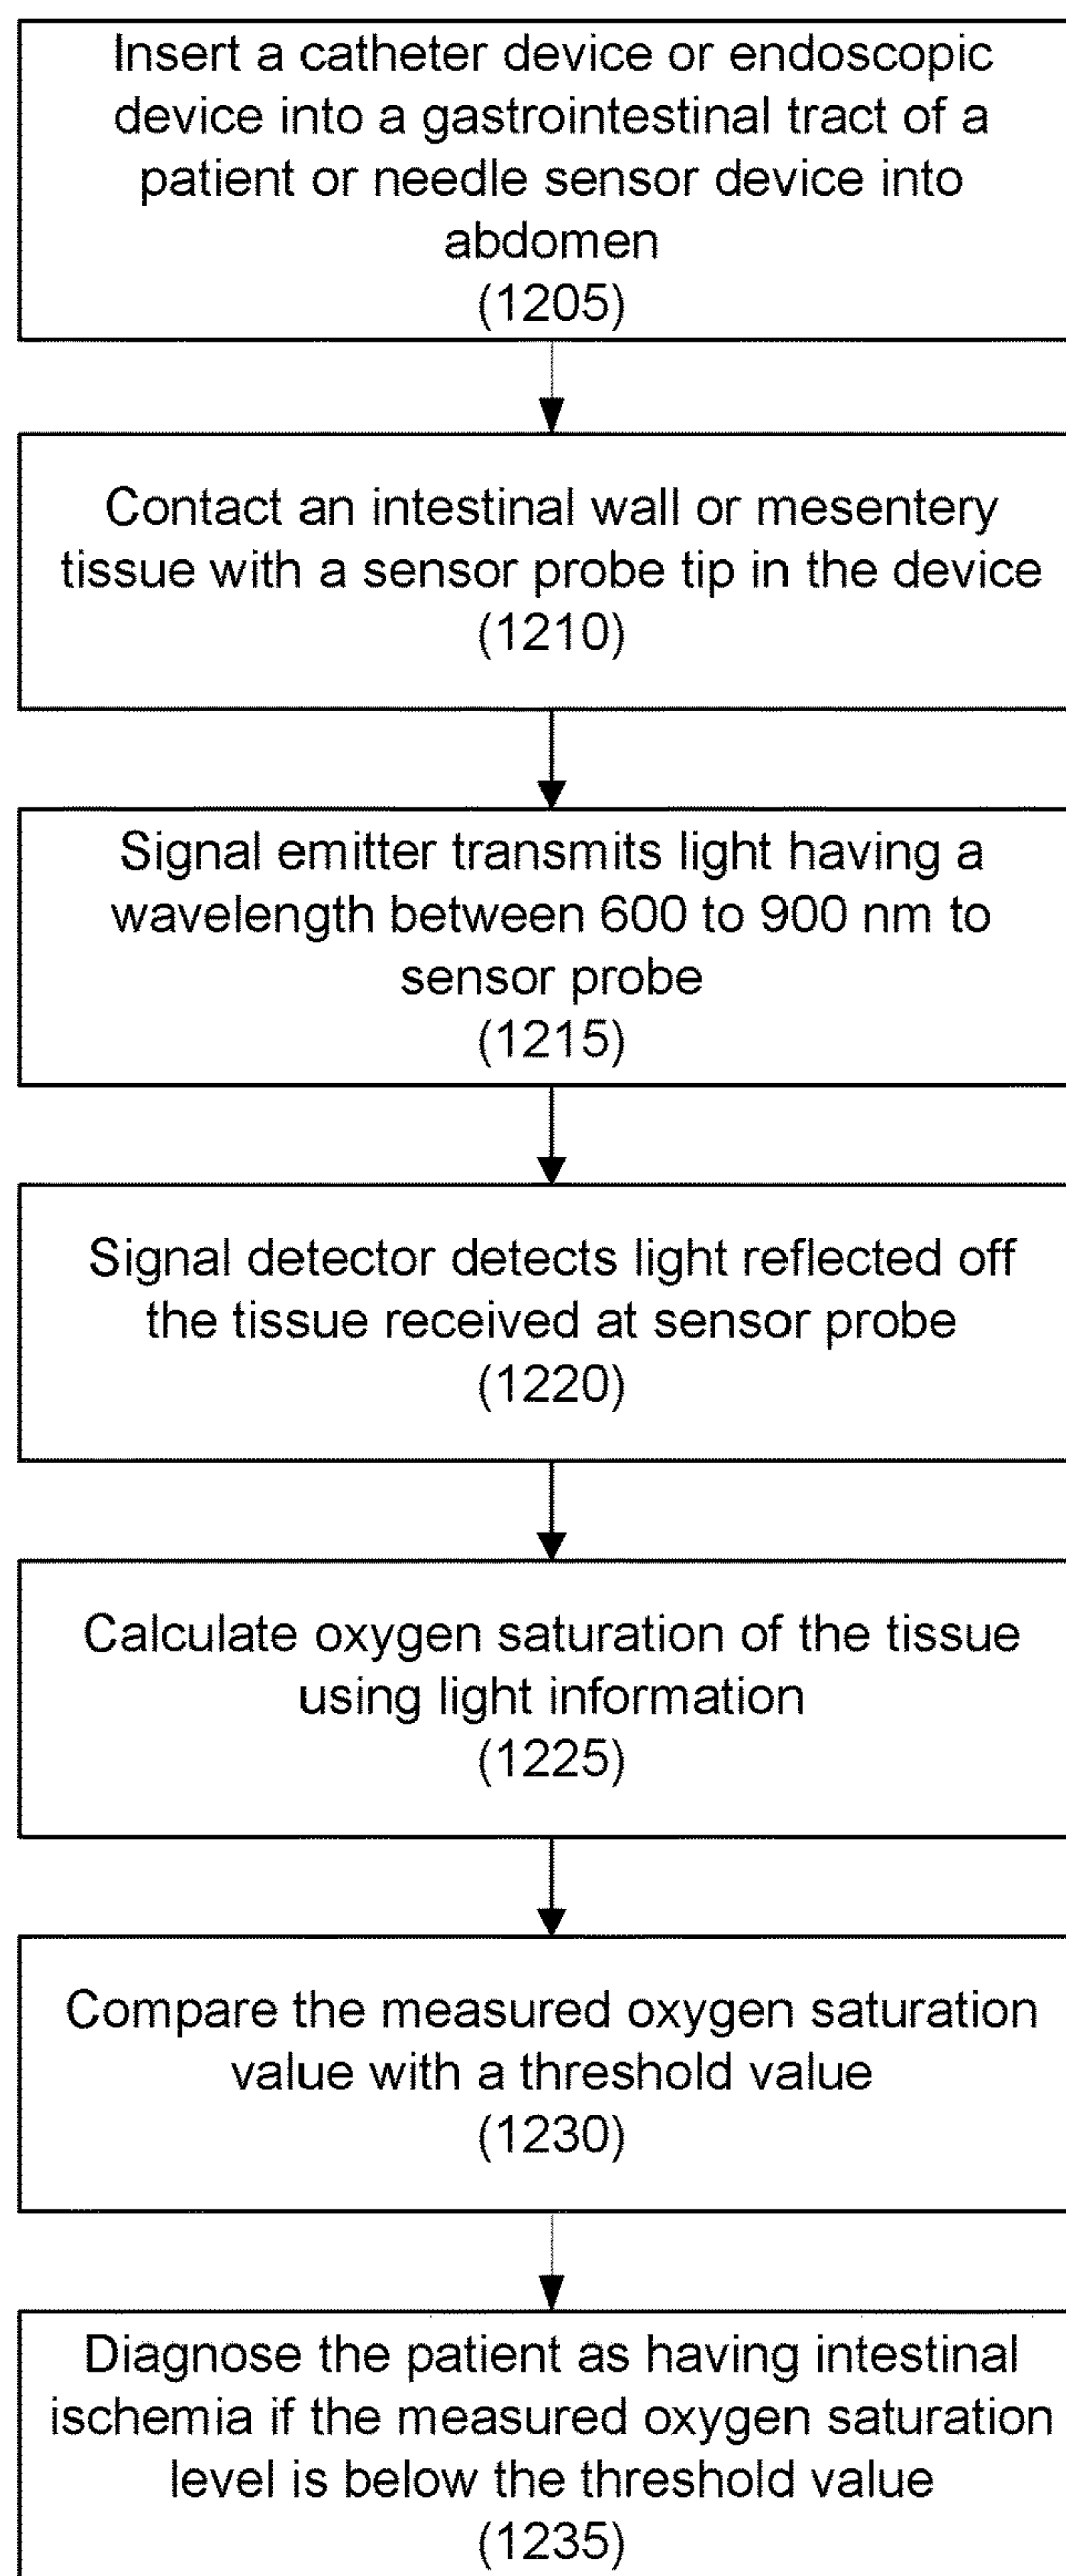 Insert a catheter device or endoscopic
device into a gastrointestinal tract of a
patient or needle sensor device into
abdomen
(1205)
Contact an intestinal wall or mesentery
tissue with a sensor probe tip in the device
(1210)
Signal emitter transmits light having a
wavelength between 600 to 900 nm to
sensor probe
(1215)
Signal detector detects light reflected off
the tissue received at sensor probe
(1220)
Calculate oxygen saturation of the tissue
using light information
(1225)
Compare the measured oxygen saturation
value with a threshold value
(1230)
Diagnose the patient as having intestinal
ischemia if the measured oxygen saturation
level is below the threshold value
(1235)